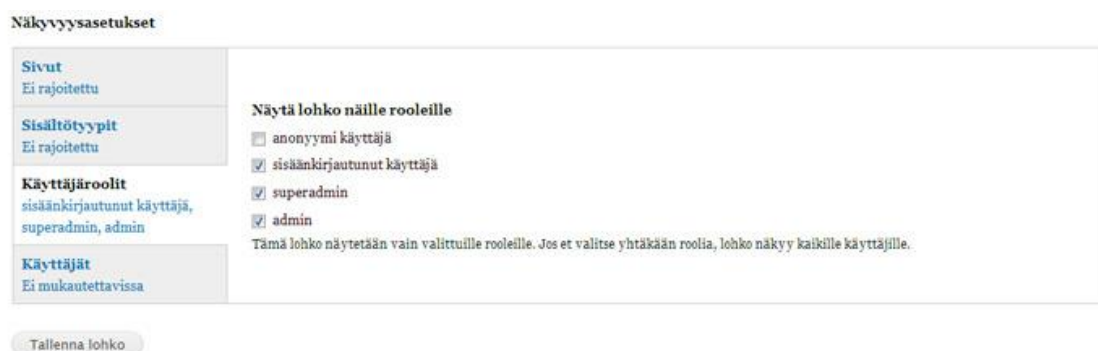 Näkyvyysasetukset
Sivut
Ei rajoitettu
Sisältötyypit
Ei rajoitettu
Käyttäjäroolit
sisäänkirjautunut käyttäjä,
superadmin, admin
Käyttäjät
Ei mukautettavissa
Näytä lohko näille rooleille
anonyymi käyttäjä
sisäänkirjautunut käyttäjä
superadmin
admin
Tämä lohko näytetään vain valittuille rooleille. Jos et valitse yhtäkään roolia, lohko näkyy kaikille käyttäjille.
Tallenna lohko